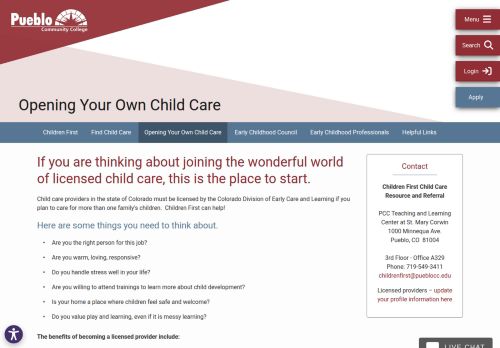 Pueblo
Community College
Menu
Search
Login
Apply
Opening Your Own Child Care
Children First
Find Child Care
Opening Your Own Child Care
Early Childhood Council
Early Childhood Professionals
Helpful Links
If you are thinking about joining the wonderful world
of licensed child care, this is the place to start.
Child care providers in the state of Colorado must be licensed by the Colorado Division of Early Care and Learning if you
plan to care for more than one family's children. Children First can help!
Here are some things you need to think about.
• Are you the right person for this job?
• Are you warm, loving, responsive?
• Do you handle stress well in your life?
• Are you willing to attend trainings to learn more about child development?
• Is your home a place where children feel safe and welcome?
• Do you value play and learning, even if it is messy learning?
The benefits of becoming a licensed provider include:
Contact
Children First Child Care
Resource and Referral
PCC Teaching and Learning
Center at St. Mary Corwin
1000 Minnequa Ave.
Pueblo, CO 81004
3rd Floor - Office A329
Phone: 719-549-3411
childrenfirst@pueblocc.edu
Licensed providers – update
your profile information here
LIVE CHAT